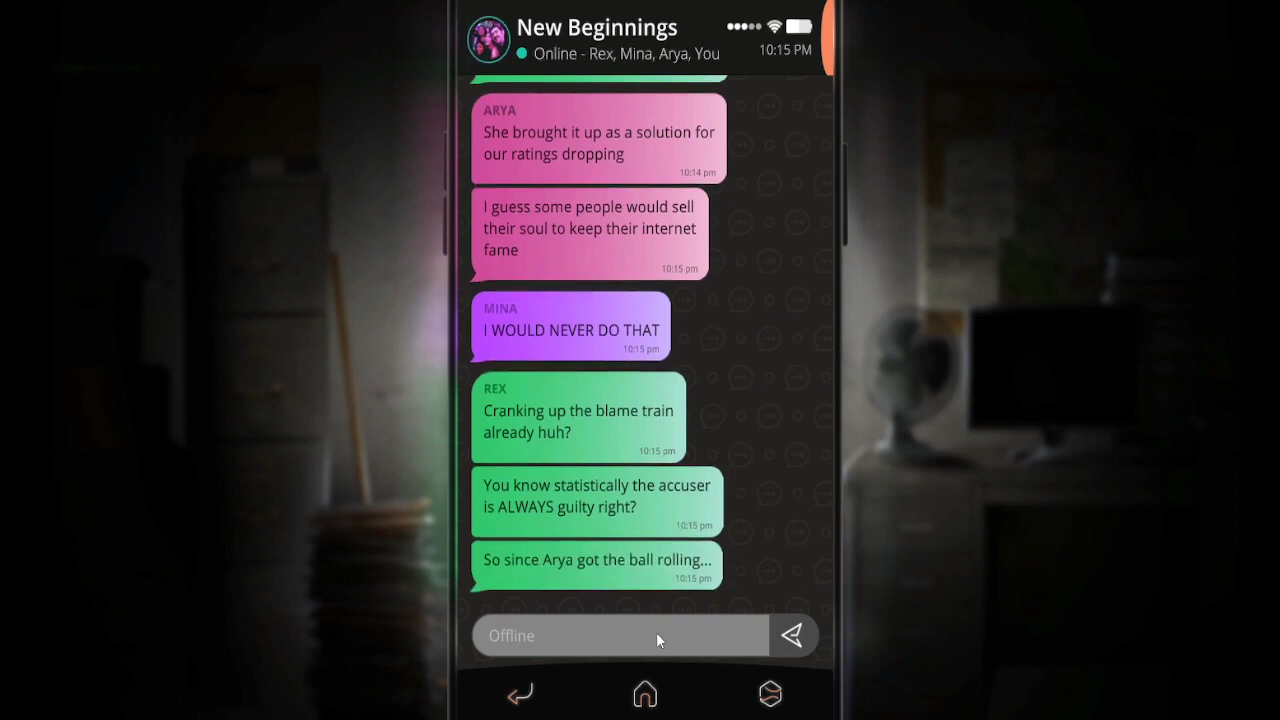 New Beginnings
Online - Rex, Mina, Arya, You
10:15 PM
ARYA
She brought it up as a solution for
our ratings dropping
10:14 pm
I guess some people would sell
their soul to keep their internet
fame
10:15 pm
MINA
I WOULD NEVER DO THAT
10:15 pm
REX
Cranking up the blame train
already huh?
10:15 pm
You know statistically the accuser
is ALWAYS guilty right?
10:15 pm
So since Arya got the ball rolling...
10:15 pm
Offline